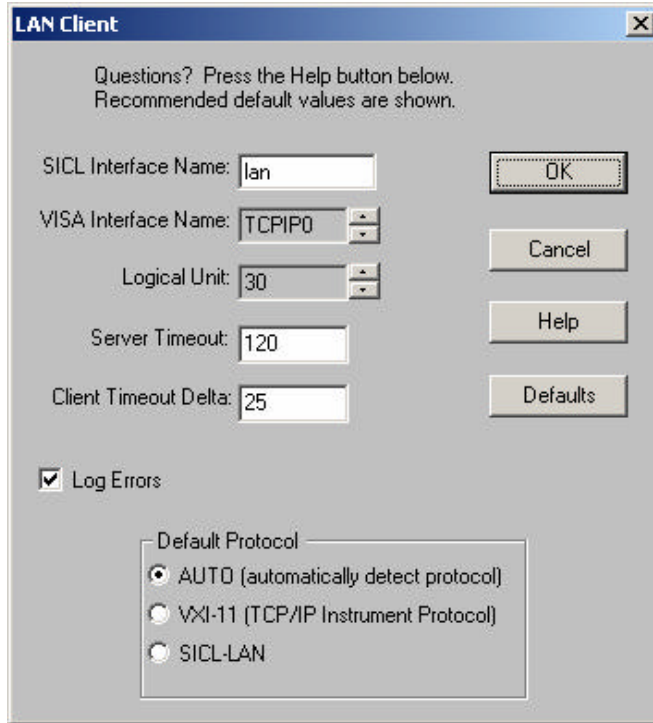 LAN Client
Questions? Press the Help button below.
Recommended default values are shown.
SICL Interface Name: lan
OK
VISA Interface Name: TCPIP0
Cancel
Logical Unit: 30
Help
Server Timeout: 120
Client Timeout Delta: 25
Defaults
Log Errors
Default Protocol
AUTO (automatically detect protocol)
VXI-11 (TCP/IP Instrument Protocol)
SICL-LAN